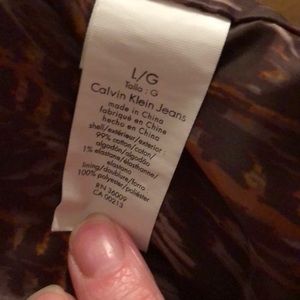 L/G
Talla : G
Calvin Klein Jeans
made in China
fabriqué en Chine
hecho en China
shell/extérieur/exterior
99% cotton/coton/
algodón/algodão
1% elastane/élasthanne/
elastano
lining/doublure/forro
100% polyester/poliéster
RN 36009
CA 00213